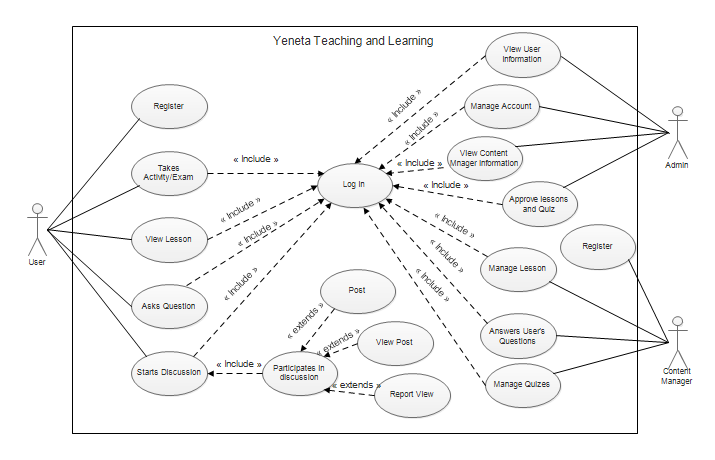 Yeneta Teaching and Learning
View User
Information
Register
« Include »
Manage Account
« Include »
Admin
Takes
Activity/Exam
« Include »
View Content
Mnager Information
« Include »
Log In
« Include »
Approve lessons
and Quiz
User
View Lesson
« Include »
« Include »
« Include »
Register
« Include »
Manage Lesson
Asks Question
« Include »
« Include »
Post
« extends »
Answers User's
Questions
View Post
« extends »
Starts Discussion
« Include »
Participates in
discussion
« extends »
Report View
Manage Quizes
Content
Manager